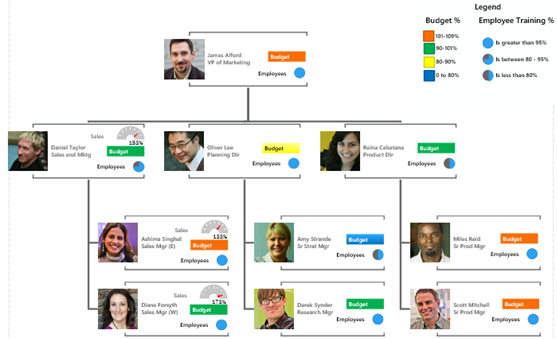 Legend
Budget %
Employee Training %
101-109%
90-101%
80-90%
0 to 80%
Is greater than 95%
Is between 80 - 95%
Is less than 80%
James Alford
VP of Marketing
Budget
Employees
Daniel Taylor
Sales and Mktg
Sales
153%
Budget
Employees
Oliver Lee
Planning Dir
Budget
Employees
Reina Cabatana
Product Dir
Budget
Employees
Ashima Singhal
Sales Mgr (E)
Sales
133%
Budget
Employees
Amy Strande
Sr Strat Mgr
Budget
Employees
Miles Reid
Sr Prod Mgr
Budget
Employees
Diane Forsyth
Sales Mgr (W)
Sales
173%
Budget
Employees
Derek Synder
Research Mgr
Budget
Employees
Scott Mitchell
Sr Prod Mgr
Budget
Employees